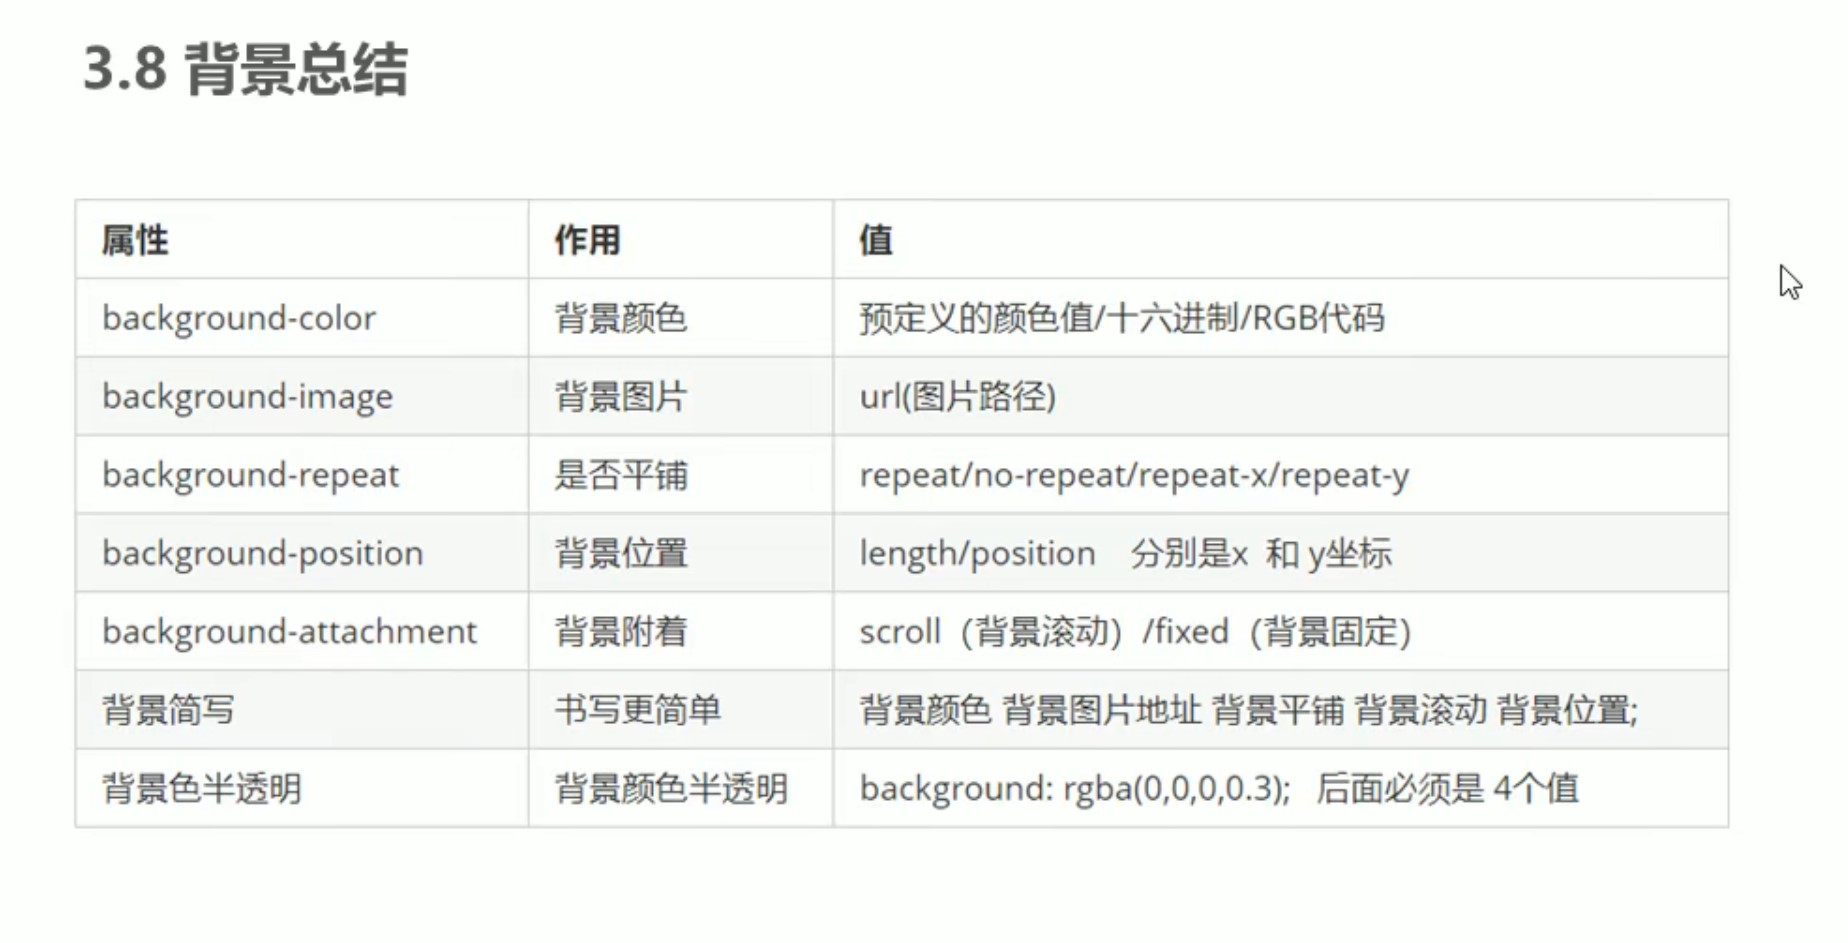 3.8 背景总结
属性 作用 值
background-color 背景颜色 预定义的颜色值/十六进制/RGB代码
background-image 背景图片 url(图片路径)
background-repeat 是否平铺 repeat/no-repeat/repeat-x/repeat-y
background-position 背景位置 length/position 分别是x 和 y坐标
background-attachment 背景附着 scroll（背景滚动）/fixed（背景固定）
背景简写 书写更简单 背景颜色 背景图片地址 背景平铺 背景滚动 背景位置;
背景色半透明 背景颜色半透明 background: rgba(0,0,0,0.3); 后面必须是 4个值